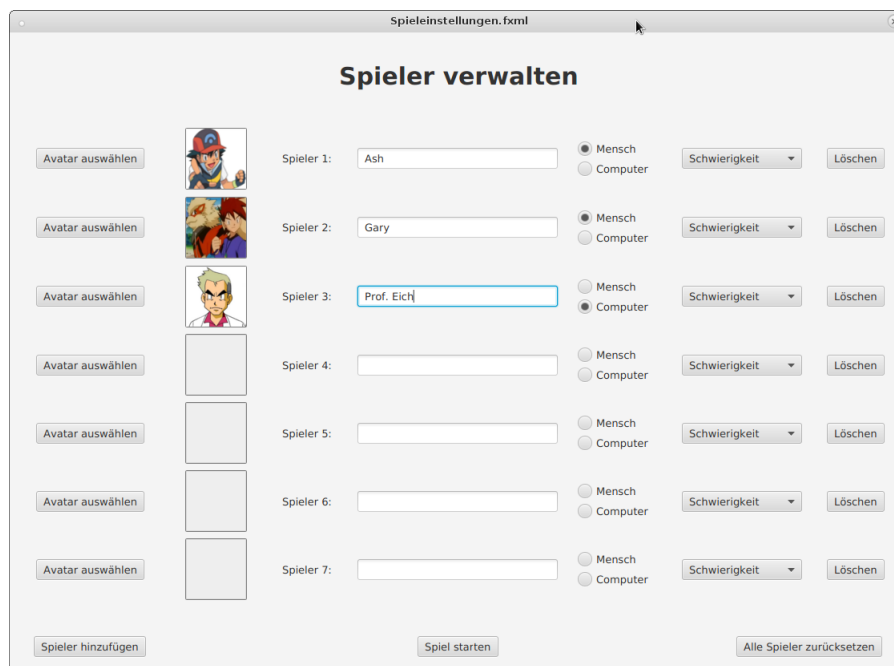 Spieleinstellungen.fxml
Spieler verwalten
Avatar auswählen Spieler 1: Ash Mensch Computer Schwierigkeit Löschen
Avatar auswählen Spieler 2: Gary Mensch Computer Schwierigkeit Löschen
Avatar auswählen Spieler 3: Prof. Eich Mensch Computer Schwierigkeit Löschen
Avatar auswählen Spieler 4: Mensch Computer Schwierigkeit Löschen
Avatar auswählen Spieler 5: Mensch Computer Schwierigkeit Löschen
Avatar auswählen Spieler 6: Mensch Computer Schwierigkeit Löschen
Avatar auswählen Spieler 7: Mensch Computer Schwierigkeit Löschen
Spieler hinzufügen Spiel starten Alle Spieler zurücksetzen